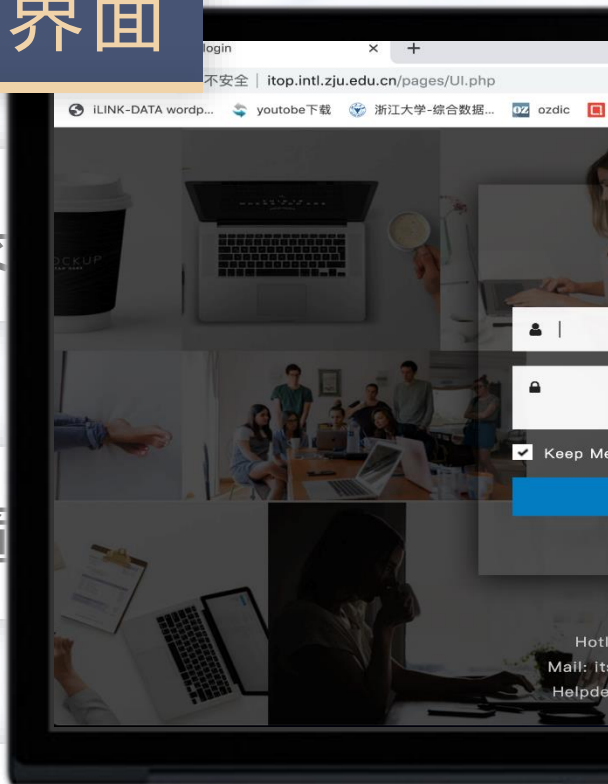 界面
login × +
不安全 | itop.intl.zju.edu.cn/pages/UI.php
iLINK-DATA wordp... youtobe下载 浙江大学-综合数据... OZ ozdic
OCKUP
Keep Me
Hotl
Mail: its
Helpde